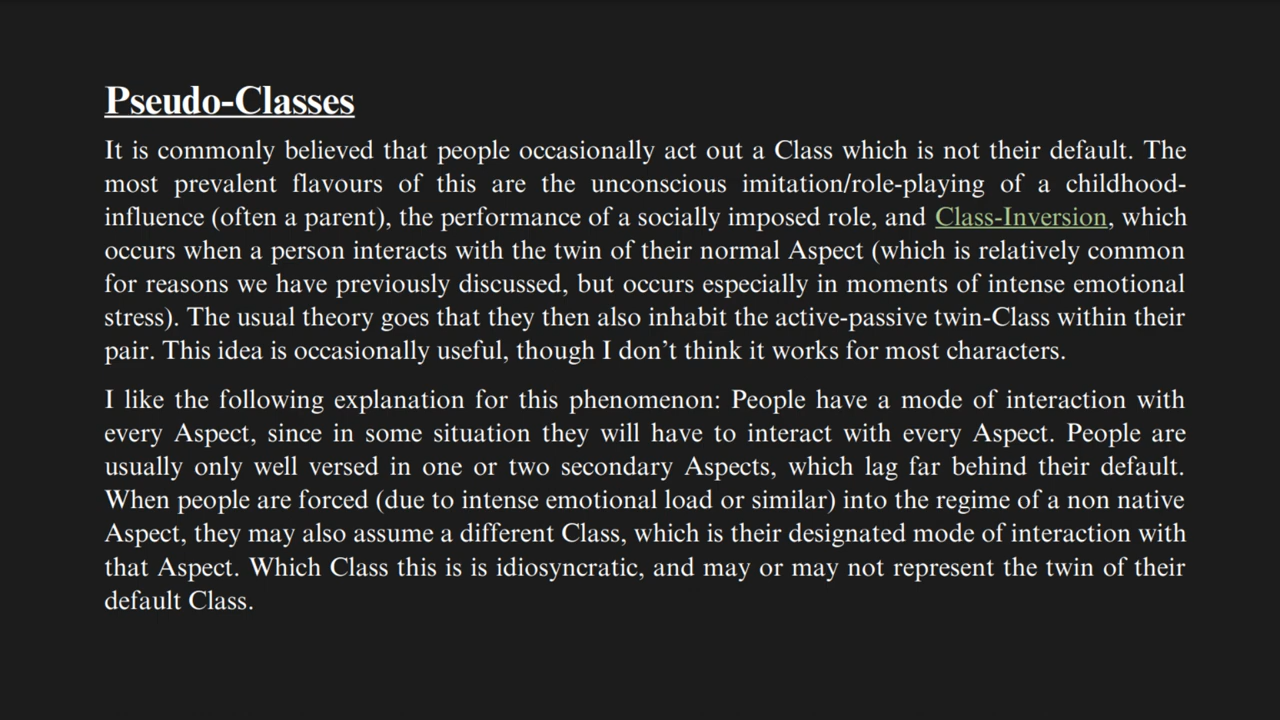 Pseudo-Classes
It is commonly believed that people occasionally act out a Class which is not their default. The
most prevalent flavours of this are the unconscious imitation/role-playing of a childhood-
influence (often a parent), the performance of a socially imposed role, and Class-Inversion, which
occurs when a person interacts with the twin of their normal Aspect (which is relatively common
for reasons we have previously discussed, but occurs especially in moments of intense emotional
stress). The usual theory goes that they then also inhabit the active-passive twin-Class within their
pair. This idea is occasionally useful, though I don’t think it works for most characters.
I like the following explanation for this phenomenon: People have a mode of interaction with
every Aspect, since in some situation they will have to interact with every Aspect. People are
usually only well versed in one or two secondary Aspects, which lag far behind their default.
When people are forced (due to intense emotional load or similar) into the regime of a non native
Aspect, they may also assume a different Class, which is their designated mode of interaction with
that Aspect. Which Class this is is idiosyncratic, and may or may not represent the twin of their
default Class.